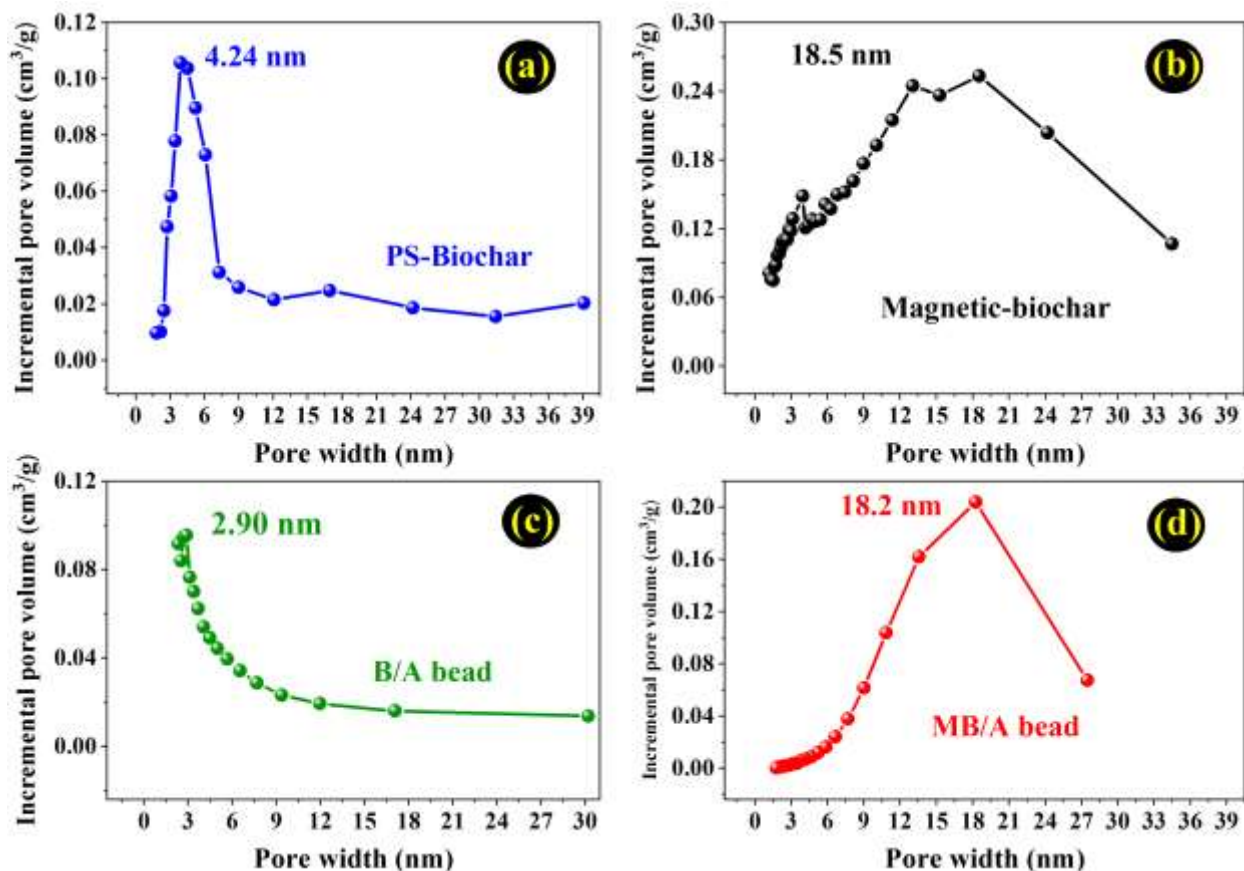 Incremental pore volume (cm³/g)
0.12
0.10
0.08
0.06
0.04
0.02
0.00
4.24 nm
(a)
PS-Biochar
0 3 6 9 12 15 18 21 24 27 30 33 36 39
Pore width (nm)
Incremental pore volume (cm³/g)
0.30
0.24
0.18
0.12
0.06
0.00
18.5 nm
(b)
Magnetic-biochar
0 3 6 9 12 15 18 21 24 27 30 33 36 39
Pore width (nm)
Incremental pore volume (cm³/g)
0.12
0.08
0.04
0.00
2.90 nm
(c)
B/A bead
0 3 6 9 12 15 18 21 24 27 30
Pore width (nm)
Incremental pore volume (cm³/g)
0.20
0.16
0.12
0.08
0.04
0.00
18.2 nm
(d)
MB/A bead
0 3 6 9 12 15 18 21 24 27 30 33 36 39
Pore width (nm)